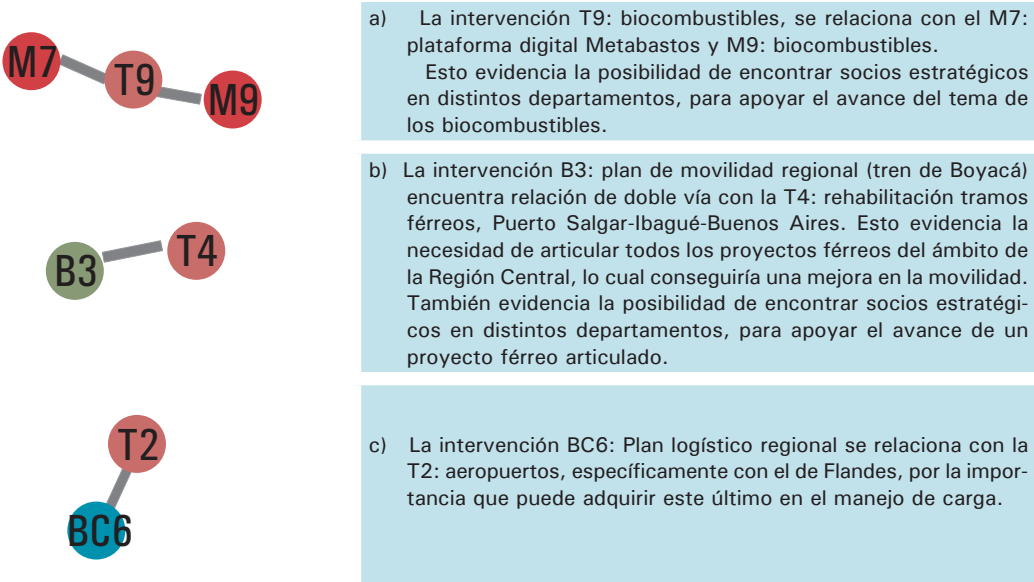 M7
T9
M9
a) La intervención T9: biocombustibles, se relaciona con el M7:
plataforma digital Metabastos y M9: biocombustibles.
Esto evidencia la posibilidad de encontrar socios estratégicos
en distintos departamentos, para apoyar el avance del tema de
los biocombustibles.
B3
T4
b) La intervención B3: plan de movilidad regional (tren de Boyacá)
encuentra relación de doble vía con la T4: rehabilitación tramos
férreos, Puerto Salgar-Ibagué-Buenos Aires. Esto evidencia la
necesidad de articular todos los proyectos férreos del ámbito de
la Región Central, lo cual conseguiría una mejora en la movilidad.
También evidencia la posibilidad de encontrar socios estratégi-
cos en distintos departamentos, para apoyar el avance de un
proyecto férreo articulado.
T2
BC6
c) La intervención BC6: Plan logístico regional se relaciona con la
T2: aeropuertos, específicamente con el de Flandes, por la impor-
tancia que puede adquirir este último en el manejo de carga.